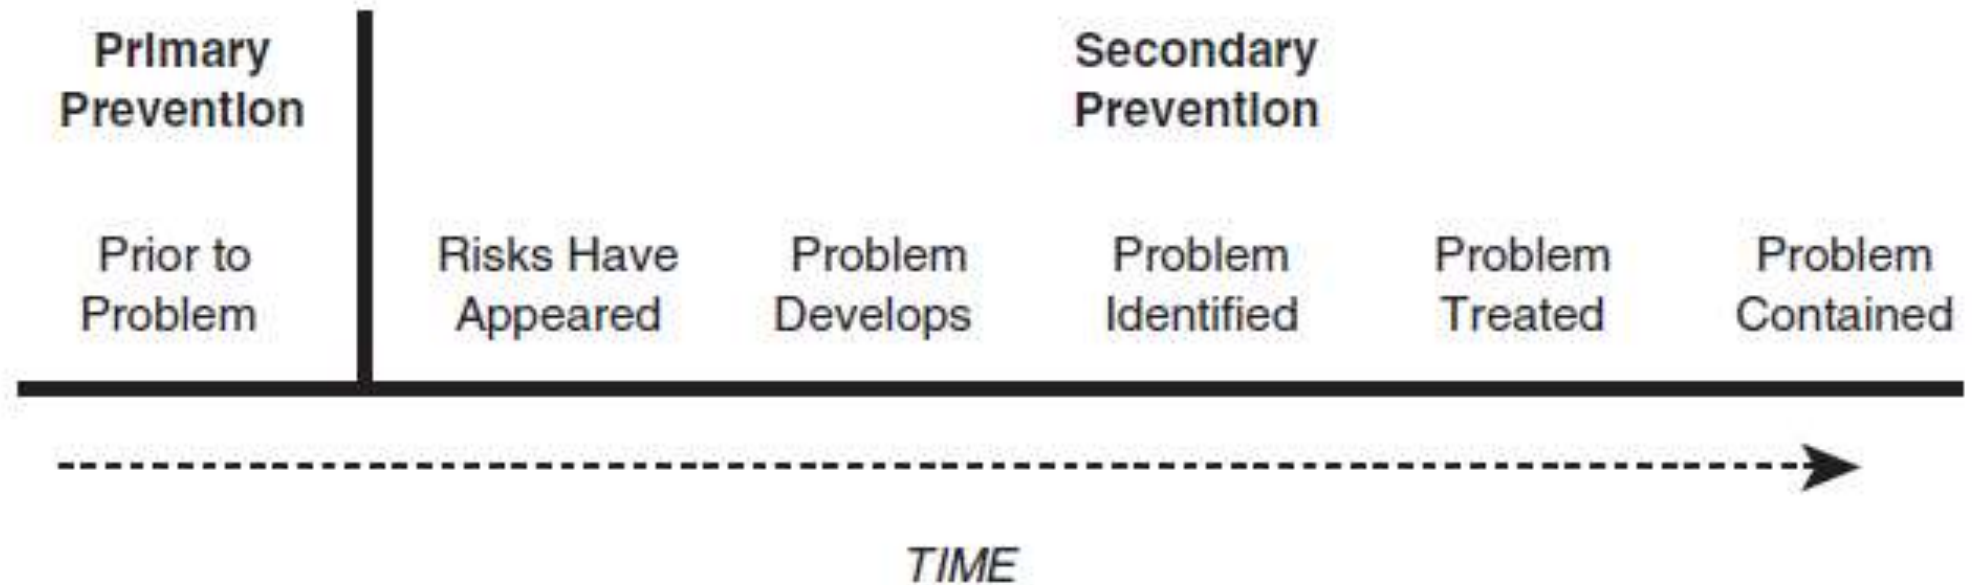 Primary
Prevention
Secondary
Prevention
Prior to
Problem
Risks Have
Appeared
Problem
Develops
Problem
Identified
Problem
Treated
Problem
Contained
TIME